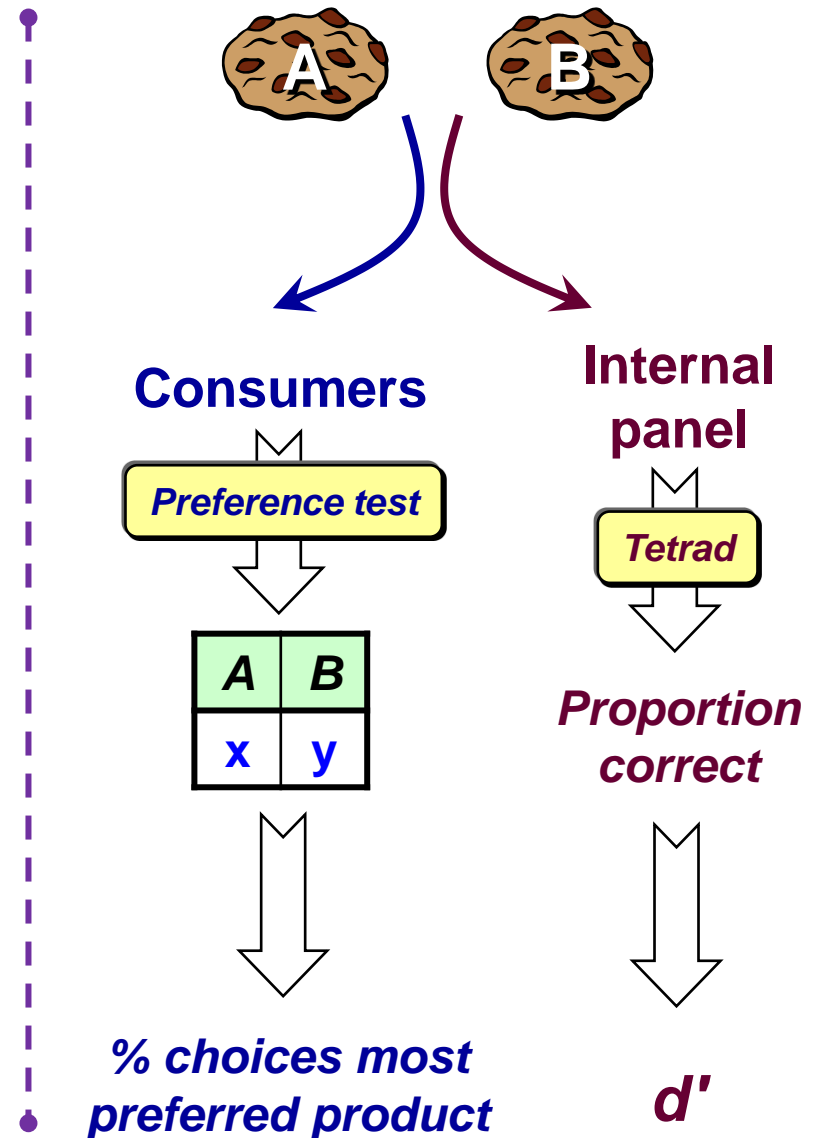 A
B
Consumers
Internal
panel
Preference test
Tetrad
A B
x y
Proportion
correct
% choices most
preferred product
d'